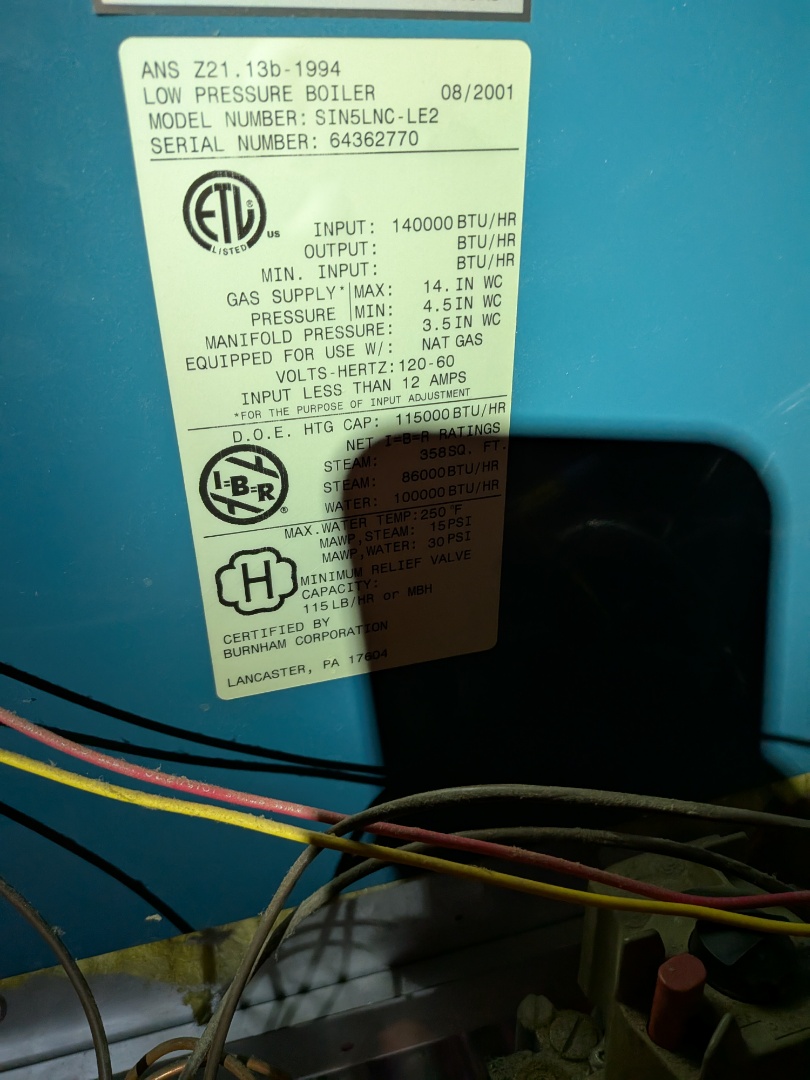 ANS Z21.13b-1994
LOW PRESSURE BOILER 08/2001
MODEL NUMBER: SIN5LNC-LE2
SERIAL NUMBER: 64362770
ETL ® US
LISTED
INPUT: 140000 BTU/HR
OUTPUT: BTU/HR
MIN. INPUT: BTU/HR
GAS SUPPLY* MAX: 14. IN WC
PRESSURE MIN: 4.5 IN WC
MANIFOLD PRESSURE: 3.5 IN WC
EQUIPPED FOR USE W/: NAT GAS
VOLTS-HERTZ: 120-60
INPUT LESS THAN 12 AMPS
*FOR THE PURPOSE OF INPUT ADJUSTMENT
D.O.E. HTG CAP: 115000 BTU/HR
NET I=B=R RATINGS
I=B=R ®
STEAM: 358 SQ. FT.
STEAM: 86000 BTU/HR
WATER: 100000 BTU/HR
MAX. WATER TEMP: 250 °F
MAWP, STEAM: 15 PSI
MAWP, WATER: 30 PSI
H
MINIMUM RELIEF VALVE
CAPACITY:
115 LB/HR or MBH
CERTIFIED BY
BURNHAM CORPORATION
LANCASTER, PA 17604